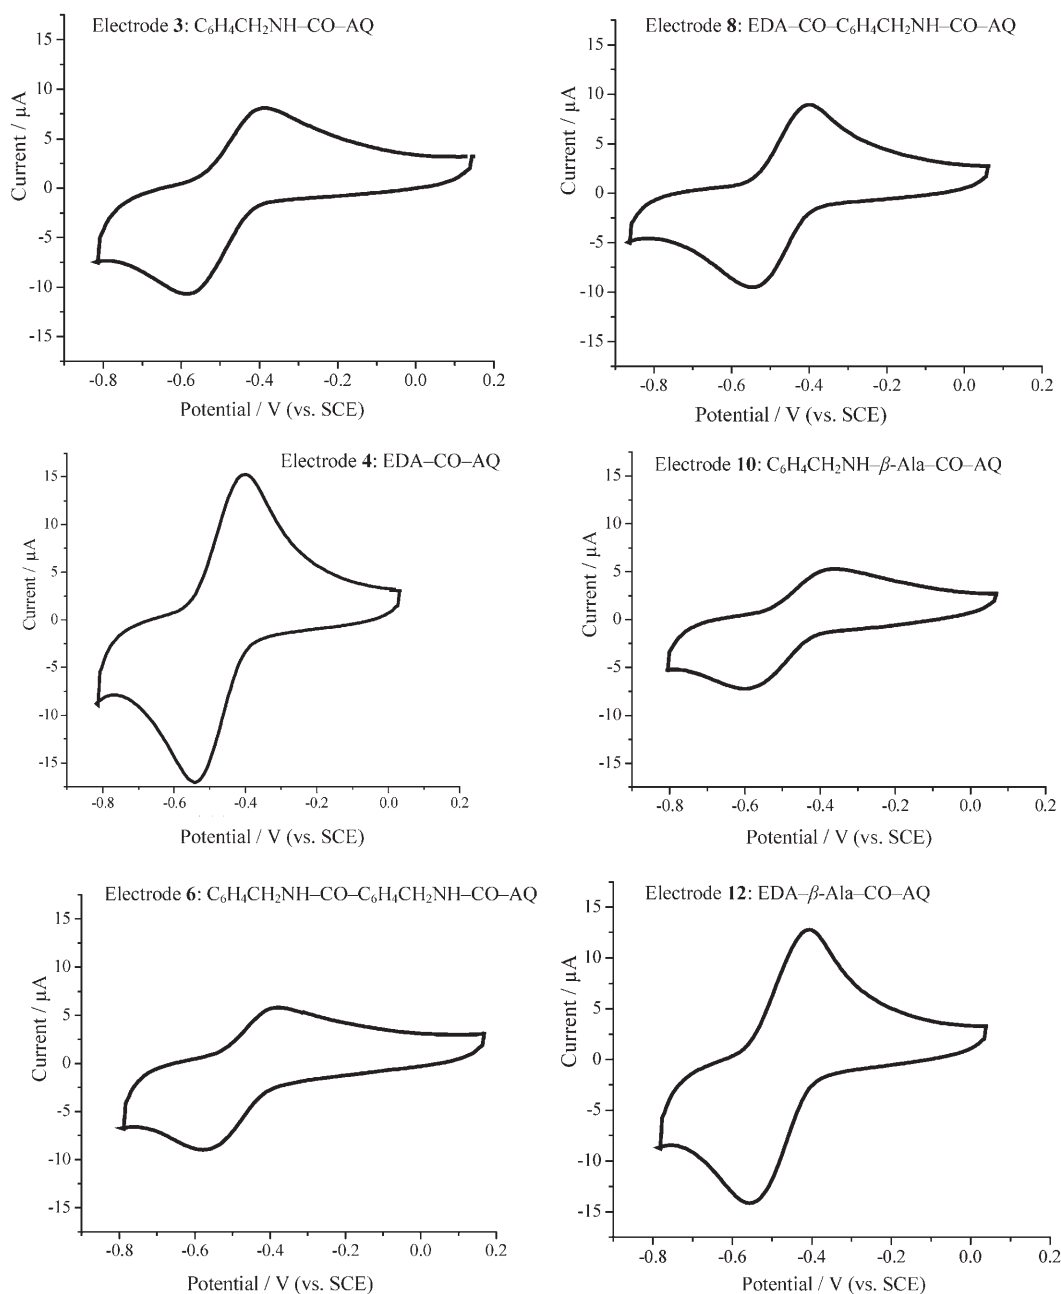 Electrode 3: C₆H₄CH₂NH–CO–AQ
15
10
5
0
-5
-10
-15
Current / µA
-0.8 -0.6 -0.4 -0.2 0.0 0.2
Potential / V (vs. SCE)
Electrode 8: EDA–CO–C₆H₄CH₂NH–CO–AQ
15
10
5
0
-5
-10
-15
Current / µA
-0.8 -0.6 -0.4 -0.2 0.0 0.2
Potential / V (vs. SCE)
Electrode 4: EDA–CO–AQ
15
10
5
0
-5
-10
-15
Current / µA
-0.8 -0.6 -0.4 -0.2 0.0 0.2
Potential / V (vs. SCE)
Electrode 10: C₆H₄CH₂NH–β-Ala–CO–AQ
15
10
5
0
-5
-10
-15
Current / µA
-0.8 -0.6 -0.4 -0.2 0.0 0.2
Potential / V (vs. SCE)
Electrode 6: C₆H₄CH₂NH–CO–C₆H₄CH₂NH–CO–AQ
15
10
5
0
-5
-10
-15
Current / µA
-0.8 -0.6 -0.4 -0.2 0.0 0.2
Potential / V (vs. SCE)
Electrode 12: EDA–β-Ala–CO–AQ
15
10
5
0
-5
-10
-15
Current / µA
-0.8 -0.6 -0.4 -0.2 0.0 0.2
Potential / V (vs. SCE)